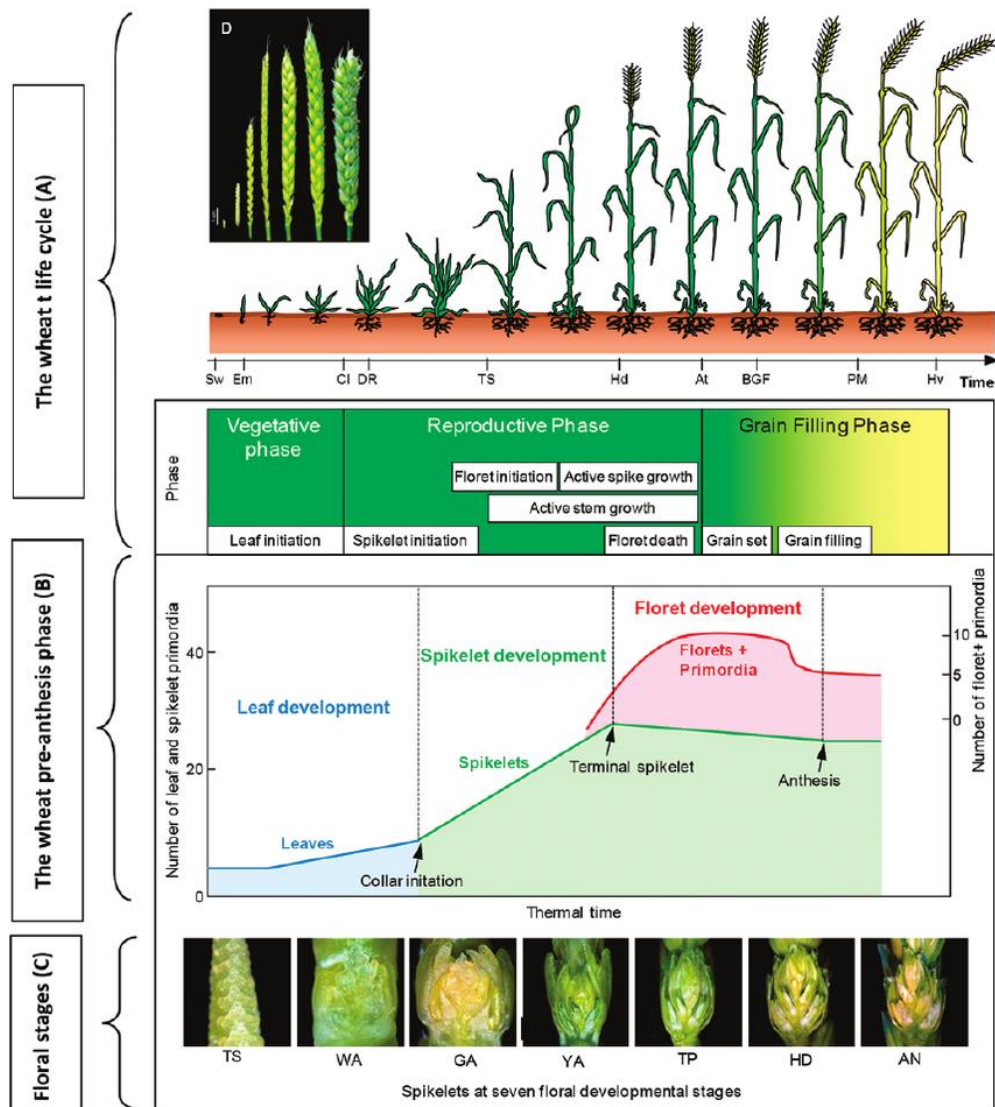 The wheat t life cycle (A)
D
Sw Em CI DR TS Hd At BGF PM Hv Time
Phase
Vegetative
phase
Reproductive Phase
Grain Filling Phase
Floret initiation
Active spike growth
Active stem growth
Leaf initiation
Spikelet initiation
Floret death
Grain set
Grain filling
The wheat pre-anthesis phase (B)
Number of leaf and spikelet primordia
40
20
0
Leaf development
Spikelet development
Floret development
Florets +
Primordia
Spikelets
Leaves
Terminal spikelet
Anthesis
Collar initation
Thermal time
10
5
0
Number of floret+ primordia
Floral stages (C)
TS WA GA YA TP HD AN
Spikelets at seven floral developmental stages